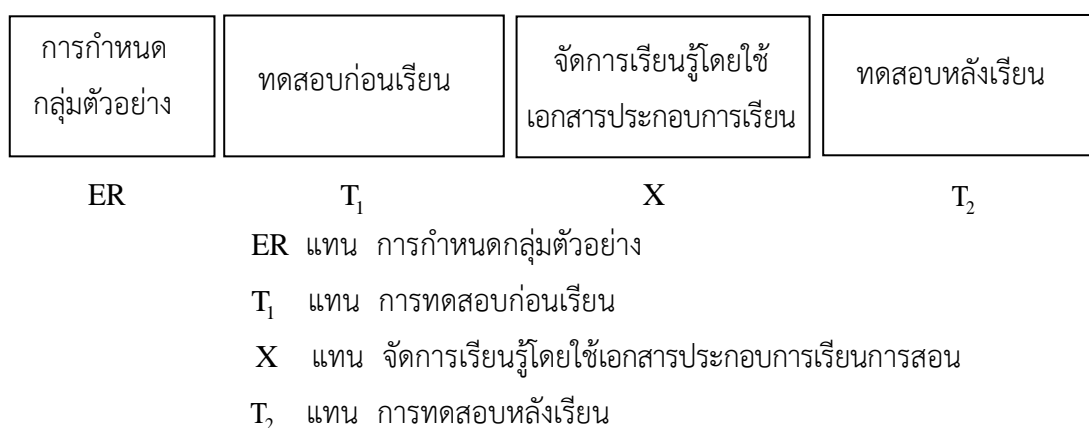 การกำหนด
กลุ่มตัวอย่าง
ทดสอบก่อนเรียน
จัดการเรียนรู้โดยใช้
เอกสารประกอบการเรียน
ทดสอบหลังเรียน
ER T₁ X T₂
ER แทน การกำหนดกลุ่มตัวอย่าง
T₁ แทน การทดสอบก่อนเรียน
X แทน จัดการเรียนรู้โดยใช้เอกสารประกอบการเรียนการสอน
T₂ แทน การทดสอบหลังเรียน